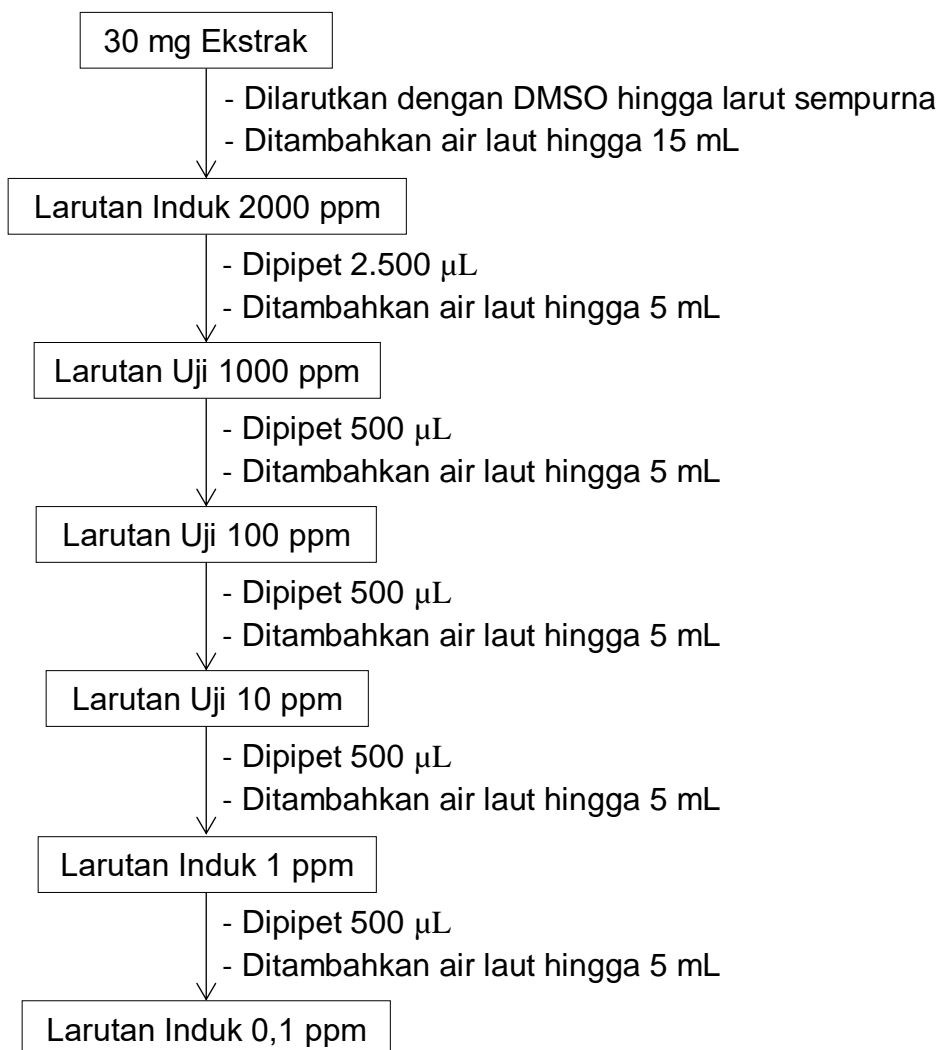 30 mg Ekstrak
- Dilarutkan dengan DMSO hingga larut sempurna
- Ditambahkan air laut hingga 15 mL
Larutan Induk 2000 ppm
- Dipipet 2.500 μL
- Ditambahkan air laut hingga 5 mL
Larutan Uji 1000 ppm
- Dipipet 500 μL
- Ditambahkan air laut hingga 5 mL
Larutan Uji 100 ppm
- Dipipet 500 μL
- Ditambahkan air laut hingga 5 mL
Larutan Uji 10 ppm
- Dipipet 500 μL
- Ditambahkan air laut hingga 5 mL
Larutan Induk 1 ppm
- Dipipet 500 μL
- Ditambahkan air laut hingga 5 mL
Larutan Induk 0,1 ppm